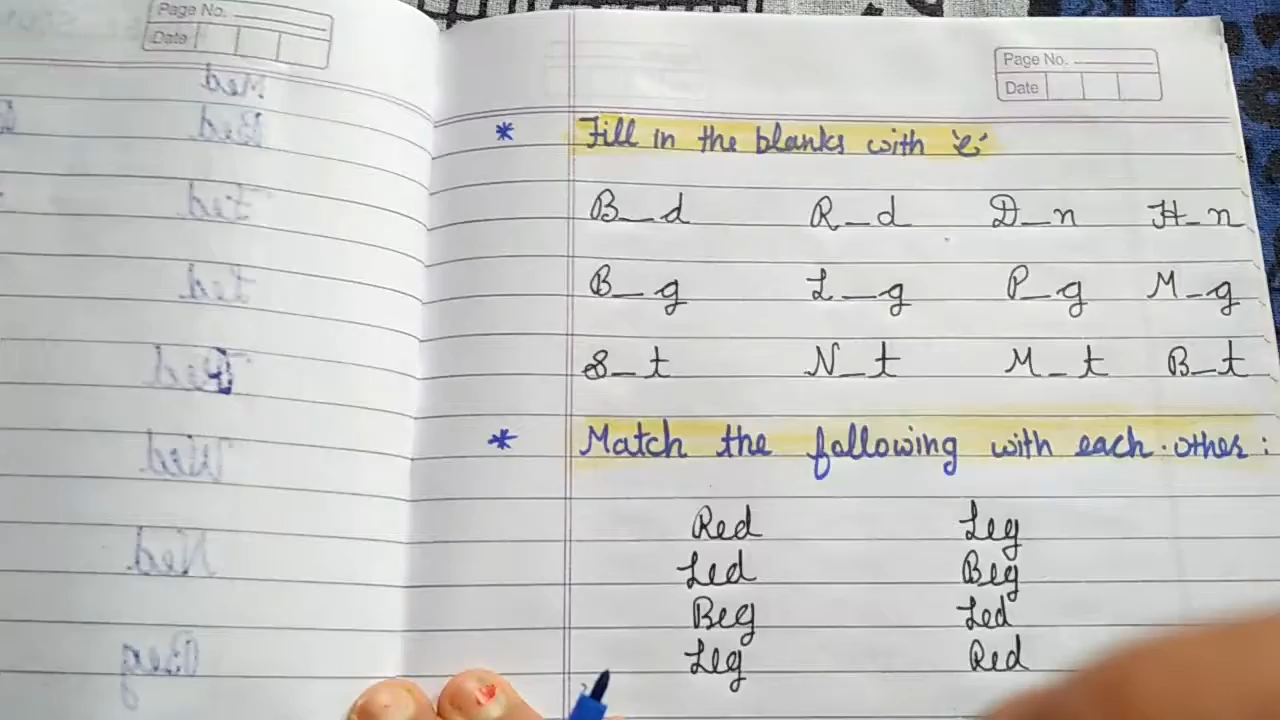 Page No.
Date
Page No.
Date
* Fill in the blanks with 'e'
B_d R_d D_n H_n
B_g L_g P_g M_g
S_t N_t M_t B_t
* Match the following with each other:
Red Leg
Led Beg
Beg Led
Leg Red